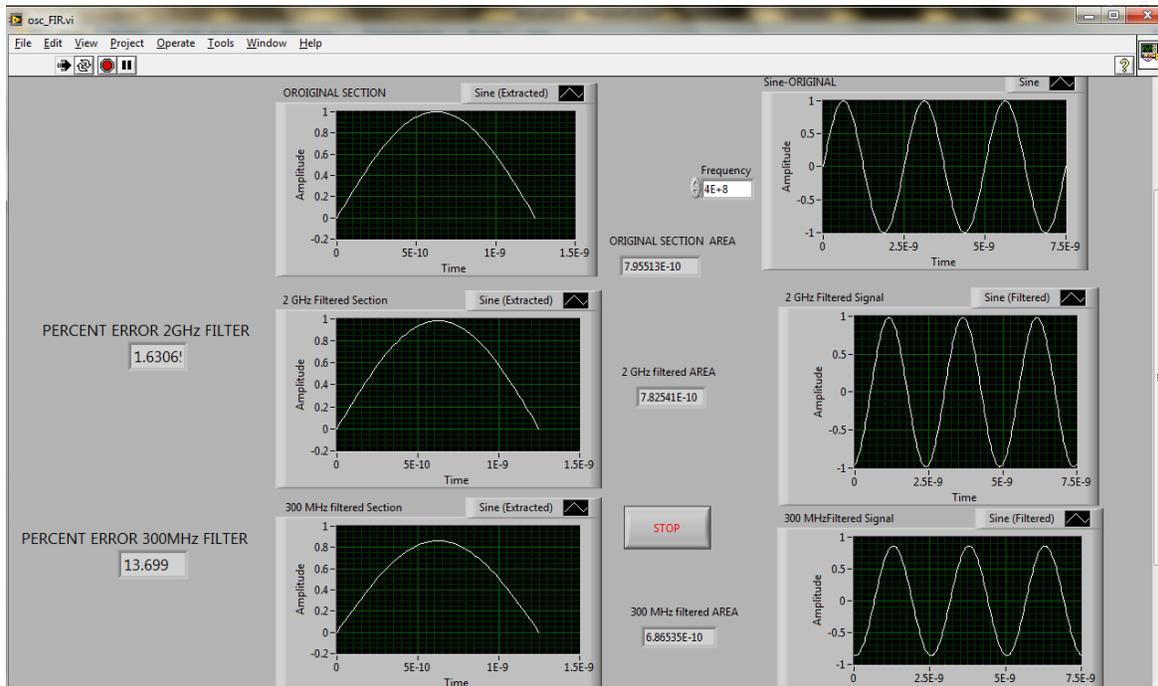 osc_FIR.vi
File Edit View Project Operate Tools Window Help
OROIGINAL SECTION
Sine (Extracted)
Amplitude
1
0.8
0.6
0.4
0.2
0
-0.2
0 5E-10 1E-9 1.5E-9
Time
Sine-ORIGINAL
Sine
Amplitude
1
0.5
0
-0.5
-1
0 2.5E-9 5E-9 7.5E-9
Time
Frequency
4E+8
ORIGINAL SECTION AREA
7.95513E-10
PERCENT ERROR 2GHz FILTER
1.6306
2 GHz Filtered Section
Sine (Extracted)
Amplitude
1
0.8
0.6
0.4
0.2
0
-0.2
0 5E-10 1E-9 1.5E-9
Time
2 GHz filtered AREA
7.82541E-10
2 GHz Filtered Signal
Sine (Filtered)
Amplitude
1
0.5
0
-0.5
-1
0 2.5E-9 5E-9 7.5E-9
Time
PERCENT ERROR 300MHz FILTER
13.699
300 MHz filtered Section
Sine (Extracted)
Amplitude
1
0.8
0.6
0.4
0.2
0
-0.2
0 5E-10 1E-9 1.5E-9
Time
STOP
300 MHz filtered AREA
6.86535E-10
300 MHzFiltered Signal
Sine (Filtered)
Amplitude
1
0.5
0
-0.5
-1
0 2.5E-9 5E-9 7.5E-9
Time